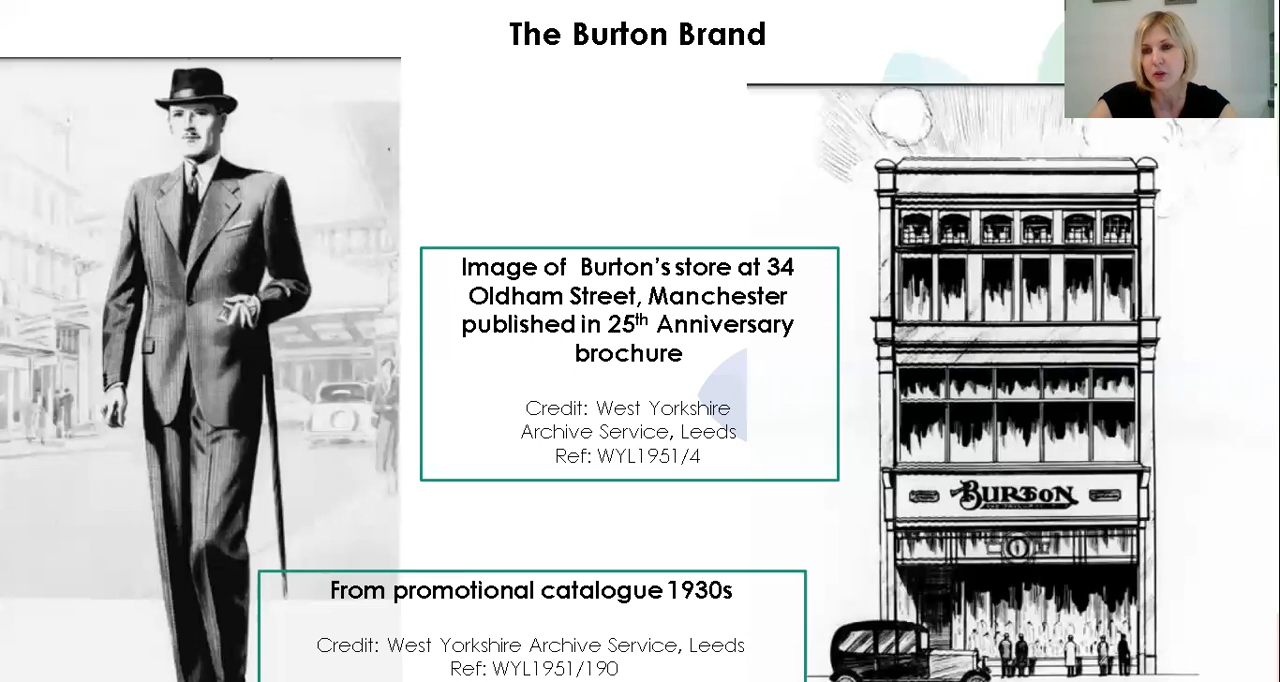 The Burton Brand
Image of Burton's store at 34
Oldham Street, Manchester
published in 25th Anniversary
brochure
Credit: West Yorkshire
Archive Service, Leeds
Ref: WYL1951/4
BURTON
From promotional catalogue 1930s
Credit: West Yorkshire Archive Service, Leeds
Ref: WYL1951/190